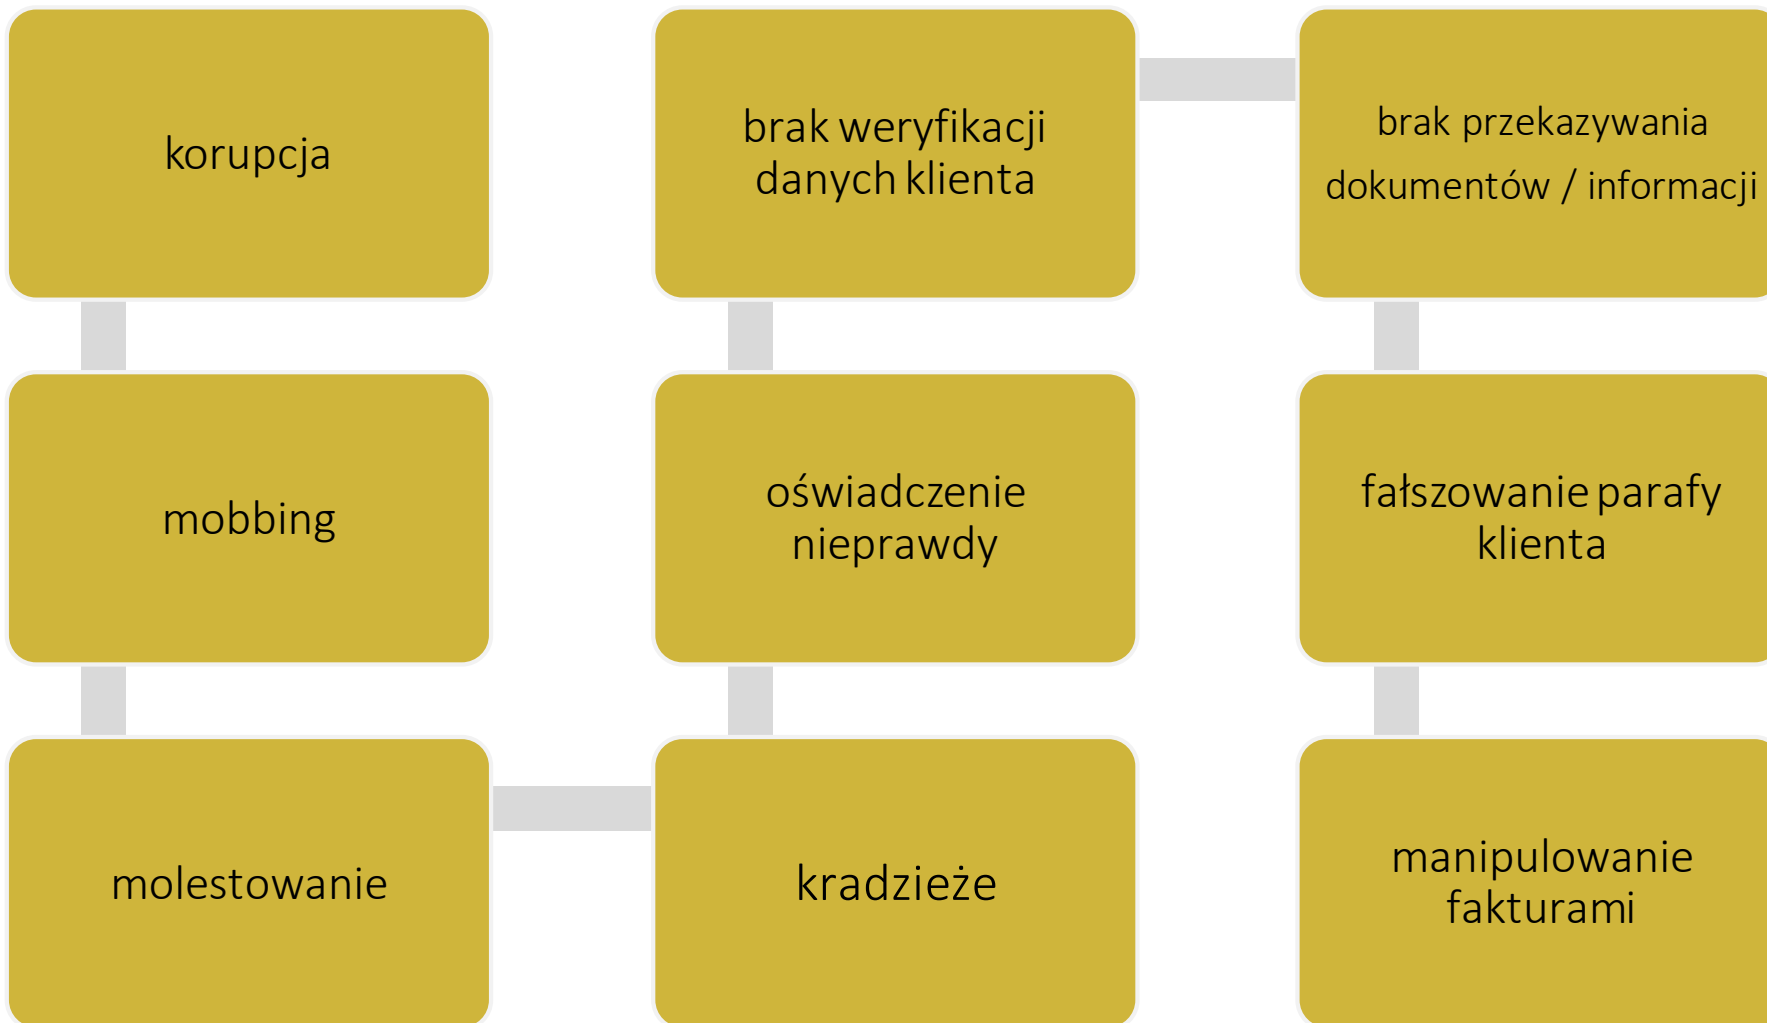 korupcja
mobbing
molestowanie
kradzieże
oświadczenie
nieprawdy
brak weryfikacji
danych klienta
brak przekazywania
dokumentów / informacji
fałszowanie parafy
klienta
manipulowanie
fakturami